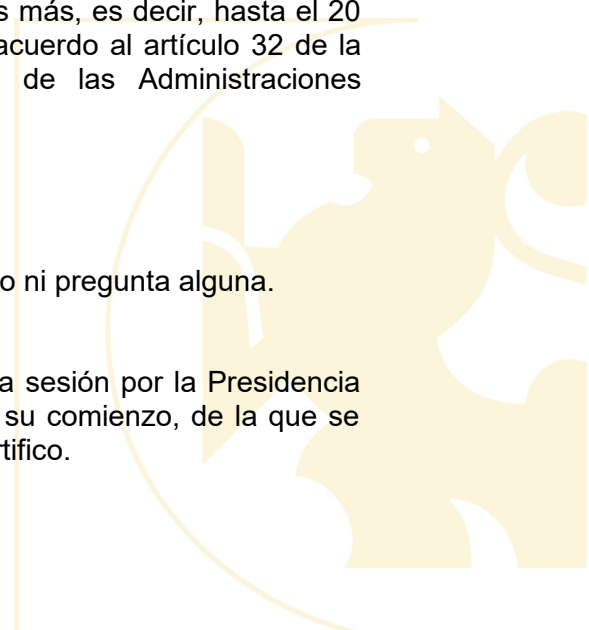 s más, es decir, hasta el 20
acuerdo al artículo 32 de la
de las Administraciones
o ni pregunta alguna.
a sesión por la Presidencia
su comienzo, de la que se
tifico.